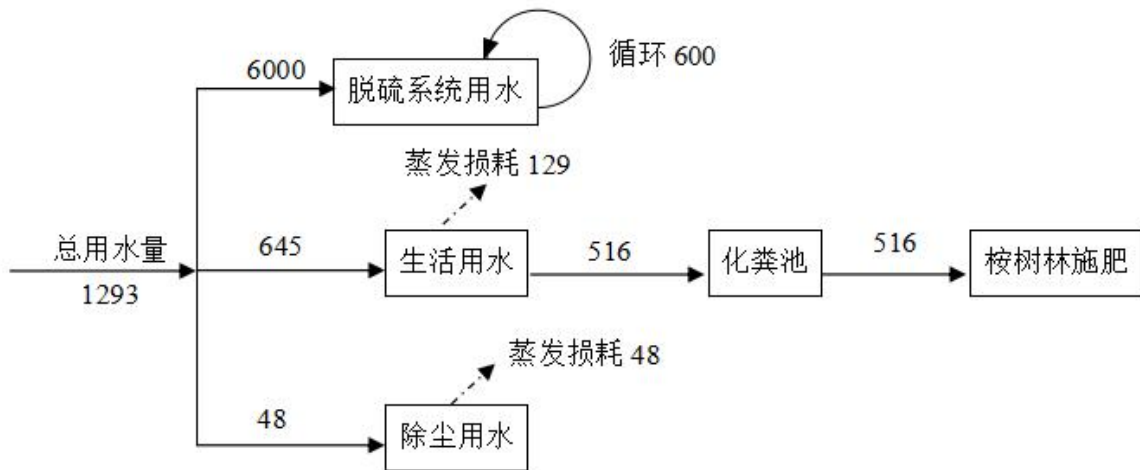 循环 600
6000
脱硫系统用水
蒸发损耗 129
总用水量
1293
645
生活用水
516
化粪池
516
桉树林施肥
蒸发损耗 48
48
除尘用水